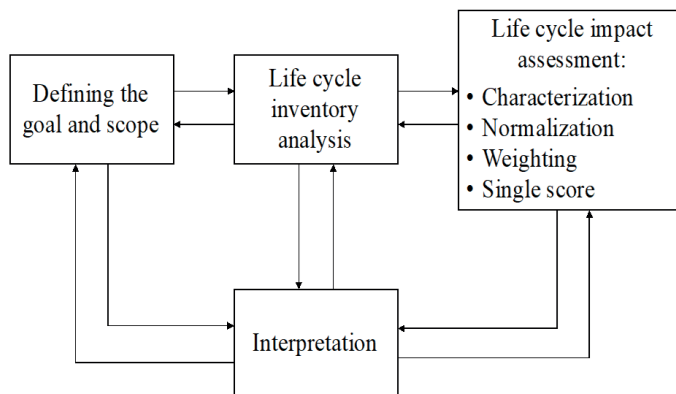 Defining the
goal and scope
Life cycle
inventory
analysis
Life cycle impact
assessment:
• Characterization
• Normalization
• Weighting
• Single score
Interpretation